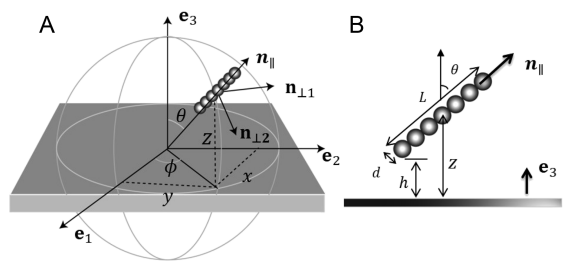 A
e₃
n∥
n⊥1
θ
Z
n⊥2
e₂
ϕ
x
y
e₁
B
n∥
θ
L
d
h
Z
e₃